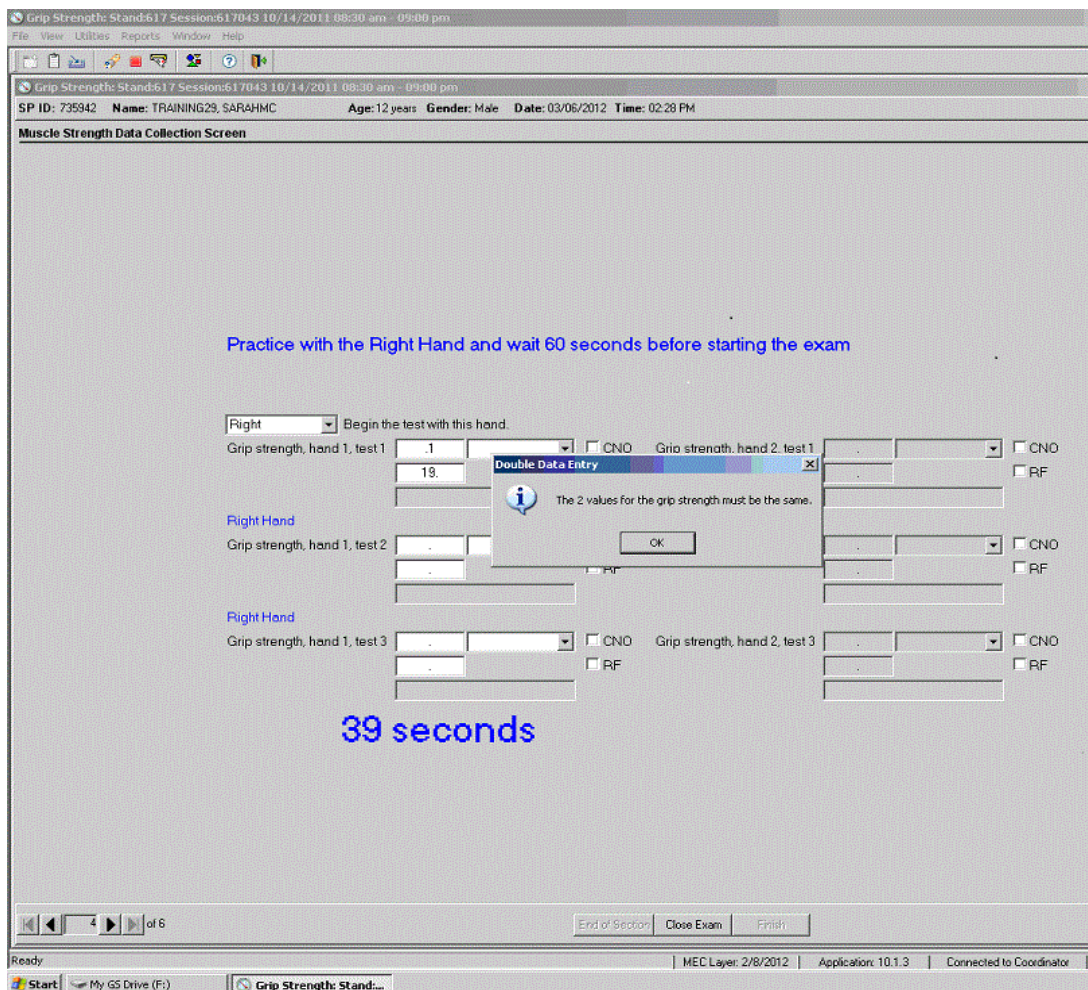 Grip Strength: Stand:617 Session:617043 10/14/2011 08:30 am - 09:00 pm
File View Utilities Reports Window Help
Grip Strength: Stand:617 Session:617043 10/14/2011 08:30 am - 09:00 pm
SP ID: 735942 Name: TRAINING29, SARAHMC Age: 12 years Gender: Male Date: 03/06/2012 Time: 02:28 PM
Muscle Strength Data Collection Screen
Practice with the Right Hand and wait 60 seconds before starting the exam
Right Begin the test with this hand.
Grip strength, hand 1, test 1 .1 CNO Grip strength, hand 2, test 1 . CNO
Double Data Entry
19. . RF
The 2 values for the grip strength must be the same.
Right Hand
OK
Grip strength, hand 1, test 2 . . CNO
. RF . RF
Right Hand
Grip strength, hand 1, test 3 . CNO Grip strength, hand 2, test 3 . CNO
. RF . RF
39 seconds
4 of 6 End of Section Close Exam Finish
Ready MEC Layer: 2/8/2012 Application: 10.1.3 Connected to Coordinator
Start My GS Drive (F:) Grip Strength: Stand:...